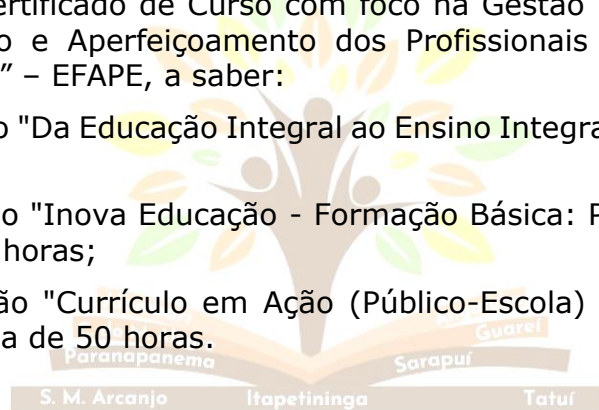 ertificado de Curso com foco na Gestão
o e Aperfeiçoamento dos Profissionais
” – EFAPE, a saber:
o "Da Educação Integral ao Ensino Integra
o "Inova Educação - Formação Básica: P
horas;
ão "Currículo em Ação (Público-Escola)
a de 50 horas.
Guareí
Paranapanema
Sarapuí
S. M. Arcanjo Itapetininga Tatuí